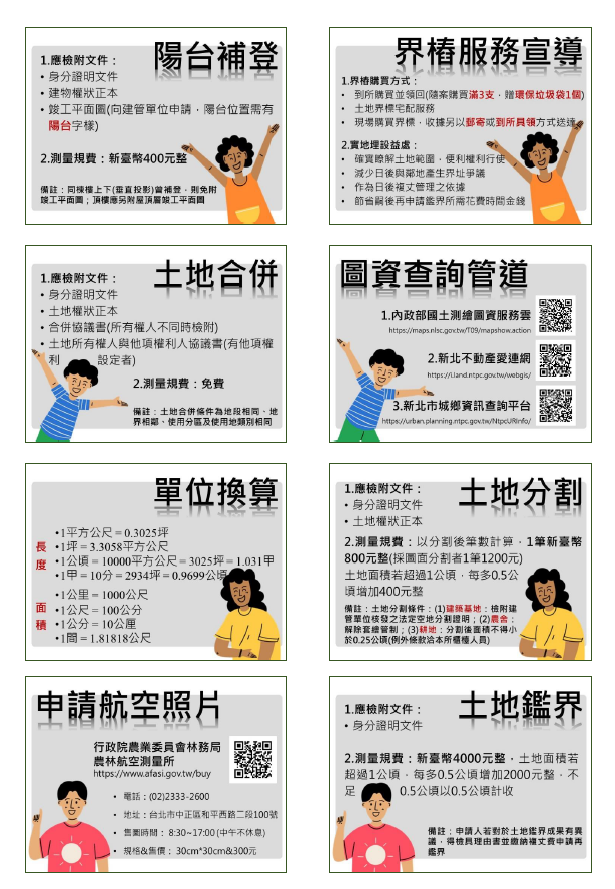 陽台補登
1.應檢附文件：
• 身分證明文件
• 建物權狀正本
• 竣工平面圖(向建管單位申請，陽台位置需有
陽台字樣)
2.測量規費：新臺幣400元整
備註：同棟樓上下(垂直投影)曾補登，則免附
竣工平面圖；頂樓應另附屋頂層竣工平面圖
界樁服務宣導
1.界樁購買方式：
• 到所購買並領回(隨案購買滿3支，贈環保垃圾袋1個)
• 土地界標宅配服務
• 現場購買界標，收據另以郵寄或到所具領方式送達
2.實地埋設益處：
• 確實瞭解土地範圍，便利權利行使
• 減少日後與鄰地產生界址爭議
• 作為日後複丈管理之依據
• 節省嗣後再申請鑑界所需花費時間金錢
土地合併
1.應檢附文件：
• 身分證明文件
• 土地權狀正本
• 合併協議書(所有權人不同時檢附)
• 土地所有權人與他項權利人協議書(有他項權
利 設定者)
2.測量規費：免費
備註：土地合併條件為地段相同、地
界相鄰、使用分區及使用地類別相同
圖資查詢管道
1.內政部國土測繪圖資服務雲
https://maps.nlsc.gov.tw/T09/mapshow.action
2.新北不動產愛連網
https://i.land.ntpc.gov.tw/webgis/
3.新北市城鄉資訊查詢平台
https://urban.planning.ntpc.gov.tw/NtpcURInfo/
單位換算
長度
•1平方公尺＝0.3025坪
•1坪＝3.3058平方公尺
•1公頃＝10000平方公尺＝3025坪＝1.031甲
•1甲＝10分＝2934坪＝0.9699公頃
面積
•1公里＝1000公尺
•1公尺＝100公分
•1公分＝10公厘
•1間＝1.81818公尺
土地分割
1.應檢附文件：
• 身分證明文件
• 土地權狀正本
2.測量規費：以分割後筆數計算，1筆新臺幣
800元整(採圖面分割者1筆1200元)
土地面積若超過1公頃，每多0.5公
頃增加400元整
備註：土地分割條件：(1)建築基地：檢附建
管單位核發之法定空地分割證明；(2)農舍：
解除套繪管制；(3)耕地：分割後面積不得小
於0.25公頃(例外條款洽本所櫃檯人員)
申請航空照片
行政院農業委員會林務局
農林航空測量所
https://www.afasi.gov.tw/buy
• 電話：(02)2333-2600
• 地址：台北市中正區和平西路二段100號
• 售圖時間： 8:30~17:00 (中午不休息)
• 規格&售價： 30cm*30cm&300元
土地鑑界
1.應檢附文件：
• 身分證明文件
2.測量規費：新臺幣4000元整，土地面積若
超過1公頃，每多0.5公頃增加2000元整，不
足 0.5公頃以0.5公頃計收
備註：申請人若對於土地鑑界成果有異
議，得檢具理由書並繳納複丈費申請再
鑑界